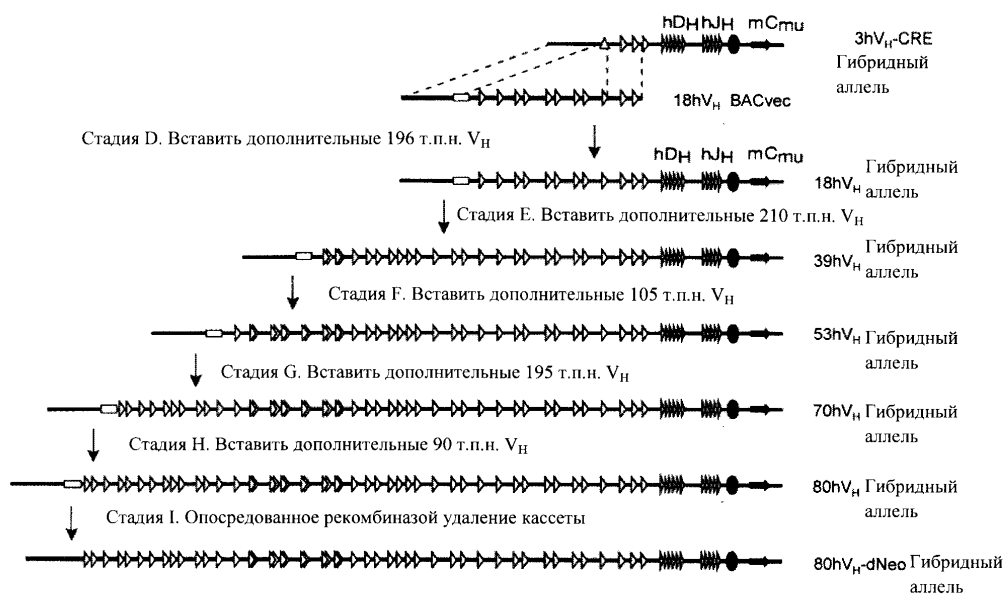 hDH hJH mCmu
3hVH-CRE
Гибридный
аллель
18hVH BACvec
Стадия D. Вставить дополнительные 196 т.п.н. VH
hDH hJH mCmu
18hVH Гибридный
аллель
Стадия E. Вставить дополнительные 210 т.п.н. VH
39hVH Гибридный
аллель
Стадия F. Вставить дополнительные 105 т.п.н. VH
53hVH Гибридный
аллель
Стадия G. Вставить дополнительные 195 т.п.н. VH
70hVH Гибридный
аллель
Стадия H. Вставить дополнительные 90 т.п.н. VH
80hVH Гибридный
аллель
Стадия I. Опосредованное рекомбиназой удаление кассеты
80hVH-dNeo Гибридный
аллель